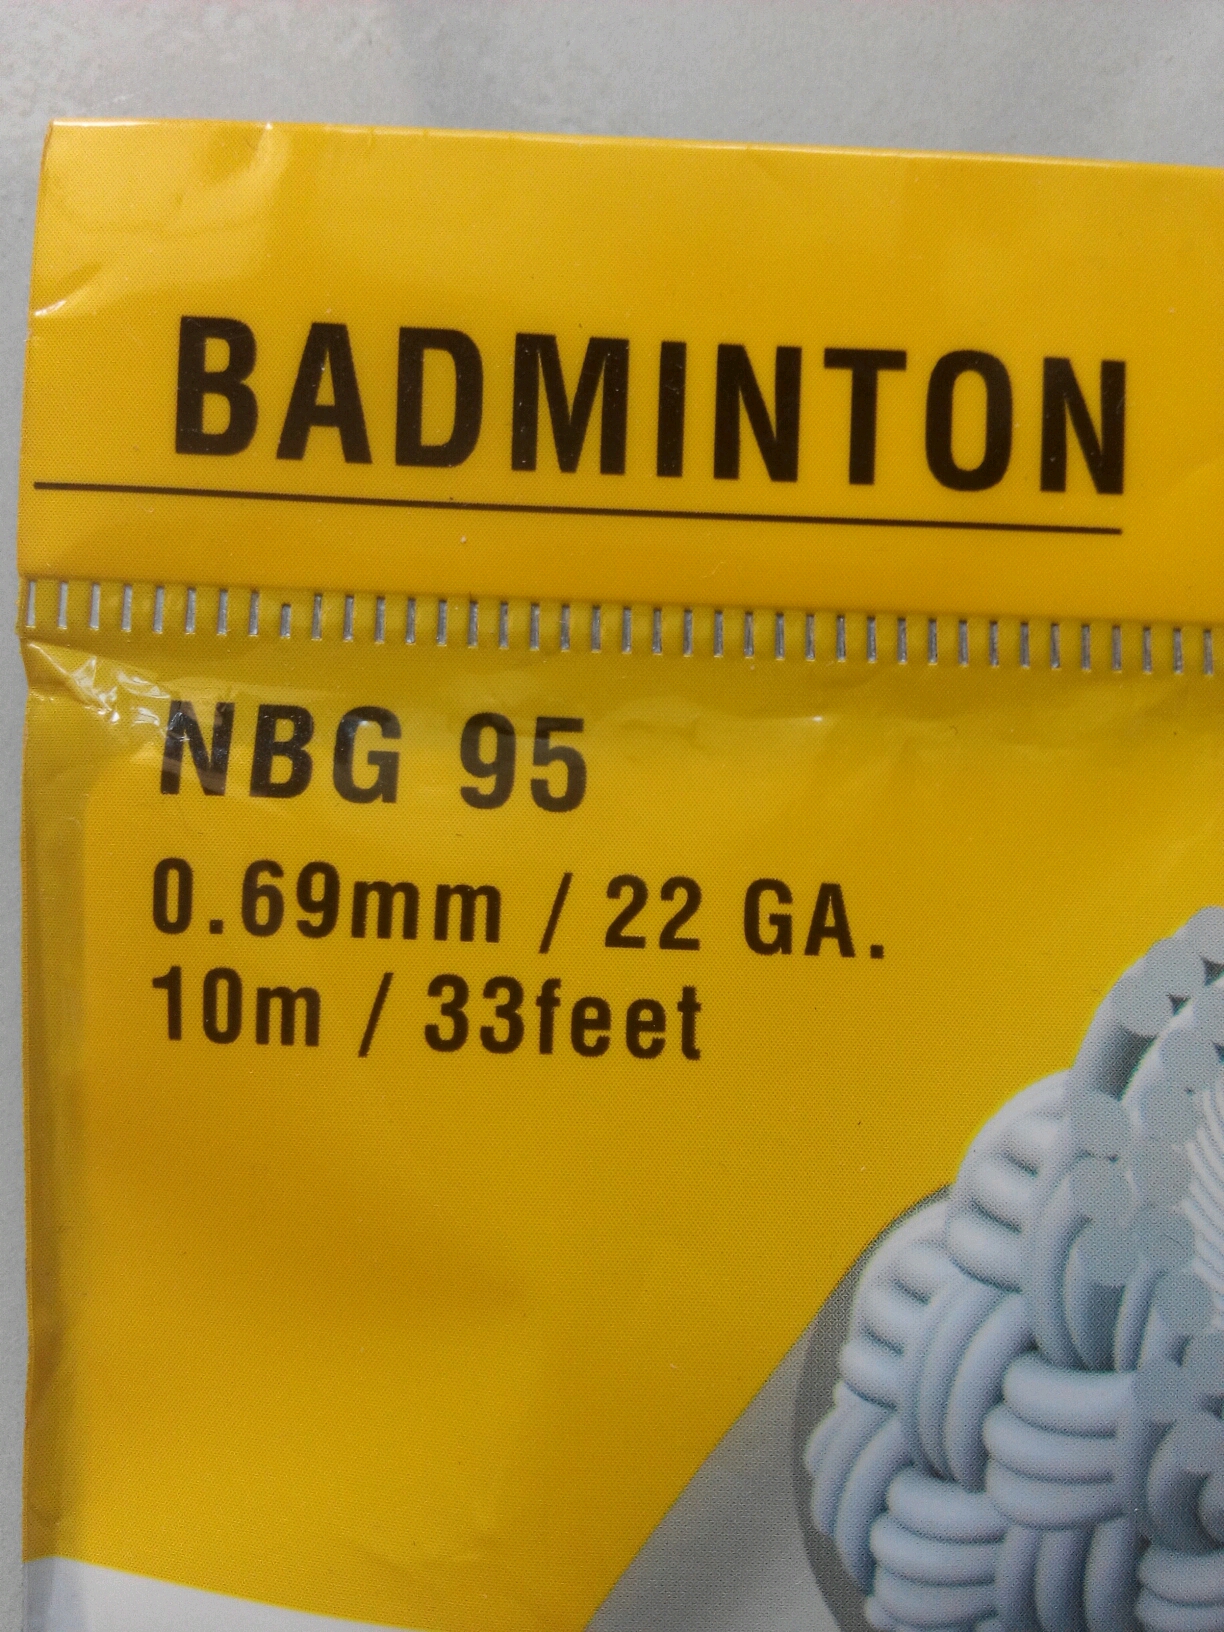 BADMINTON
NBG 95
0.69mm / 22 GA.
10m / 33feet